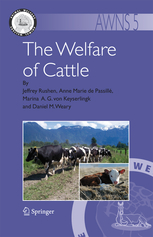 AWNS 5
The Welfare
of Cattle
By
Jeffrey Rushen, Anne Marie de Passillé,
Marina A. G. von Keyserlingk
and Daniel M. Weary
Springer
WE